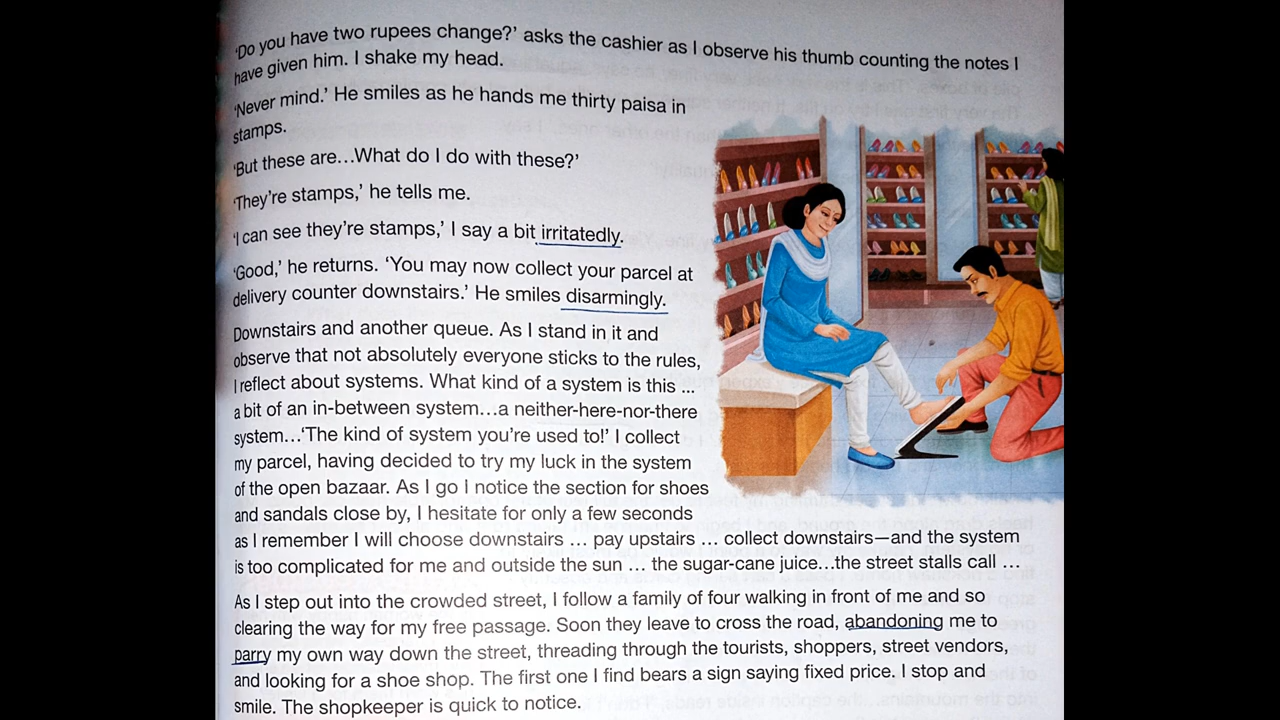 ‘Do you have two rupees change?’ asks the cashier as I observe his thumb counting the notes I
have given him. I shake my head.
‘Never mind.’ He smiles as he hands me thirty paisa in
stamps.
‘But these are…What do I do with these?’
‘They’re stamps,’ he tells me.
‘I can see they’re stamps,’ I say a bit irritatedly.
‘Good,’ he returns. ‘You may now collect your parcel at
delivery counter downstairs.’ He smiles disarmingly.
Downstairs and another queue. As I stand in it and
observe that not absolutely everyone sticks to the rules,
I reflect about systems. What kind of a system is this ...
a bit of an in-between system…a neither-here-nor-there
system…‘The kind of system you’re used to!’ I collect
my parcel, having decided to try my luck in the system
of the open bazaar. As I go I notice the section for shoes
and sandals close by, I hesitate for only a few seconds
as I remember I will choose downstairs … pay upstairs … collect downstairs—and the system
is too complicated for me and outside the sun … the sugar-cane juice…the street stalls call …
As I step out into the crowded street, I follow a family of four walking in front of me and so
clearing the way for my free passage. Soon they leave to cross the road, abandoning me to
parry my own way down the street, threading through the tourists, shoppers, street vendors,
and looking for a shoe shop. The first one I find bears a sign saying fixed price. I stop and
smile. The shopkeeper is quick to notice.